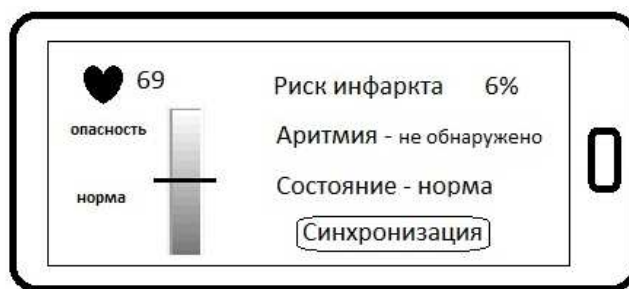 69
опасность
норма
Риск инфаркта 6%
Аритмия - не обнаружено
Состояние - норма
Синхронизация